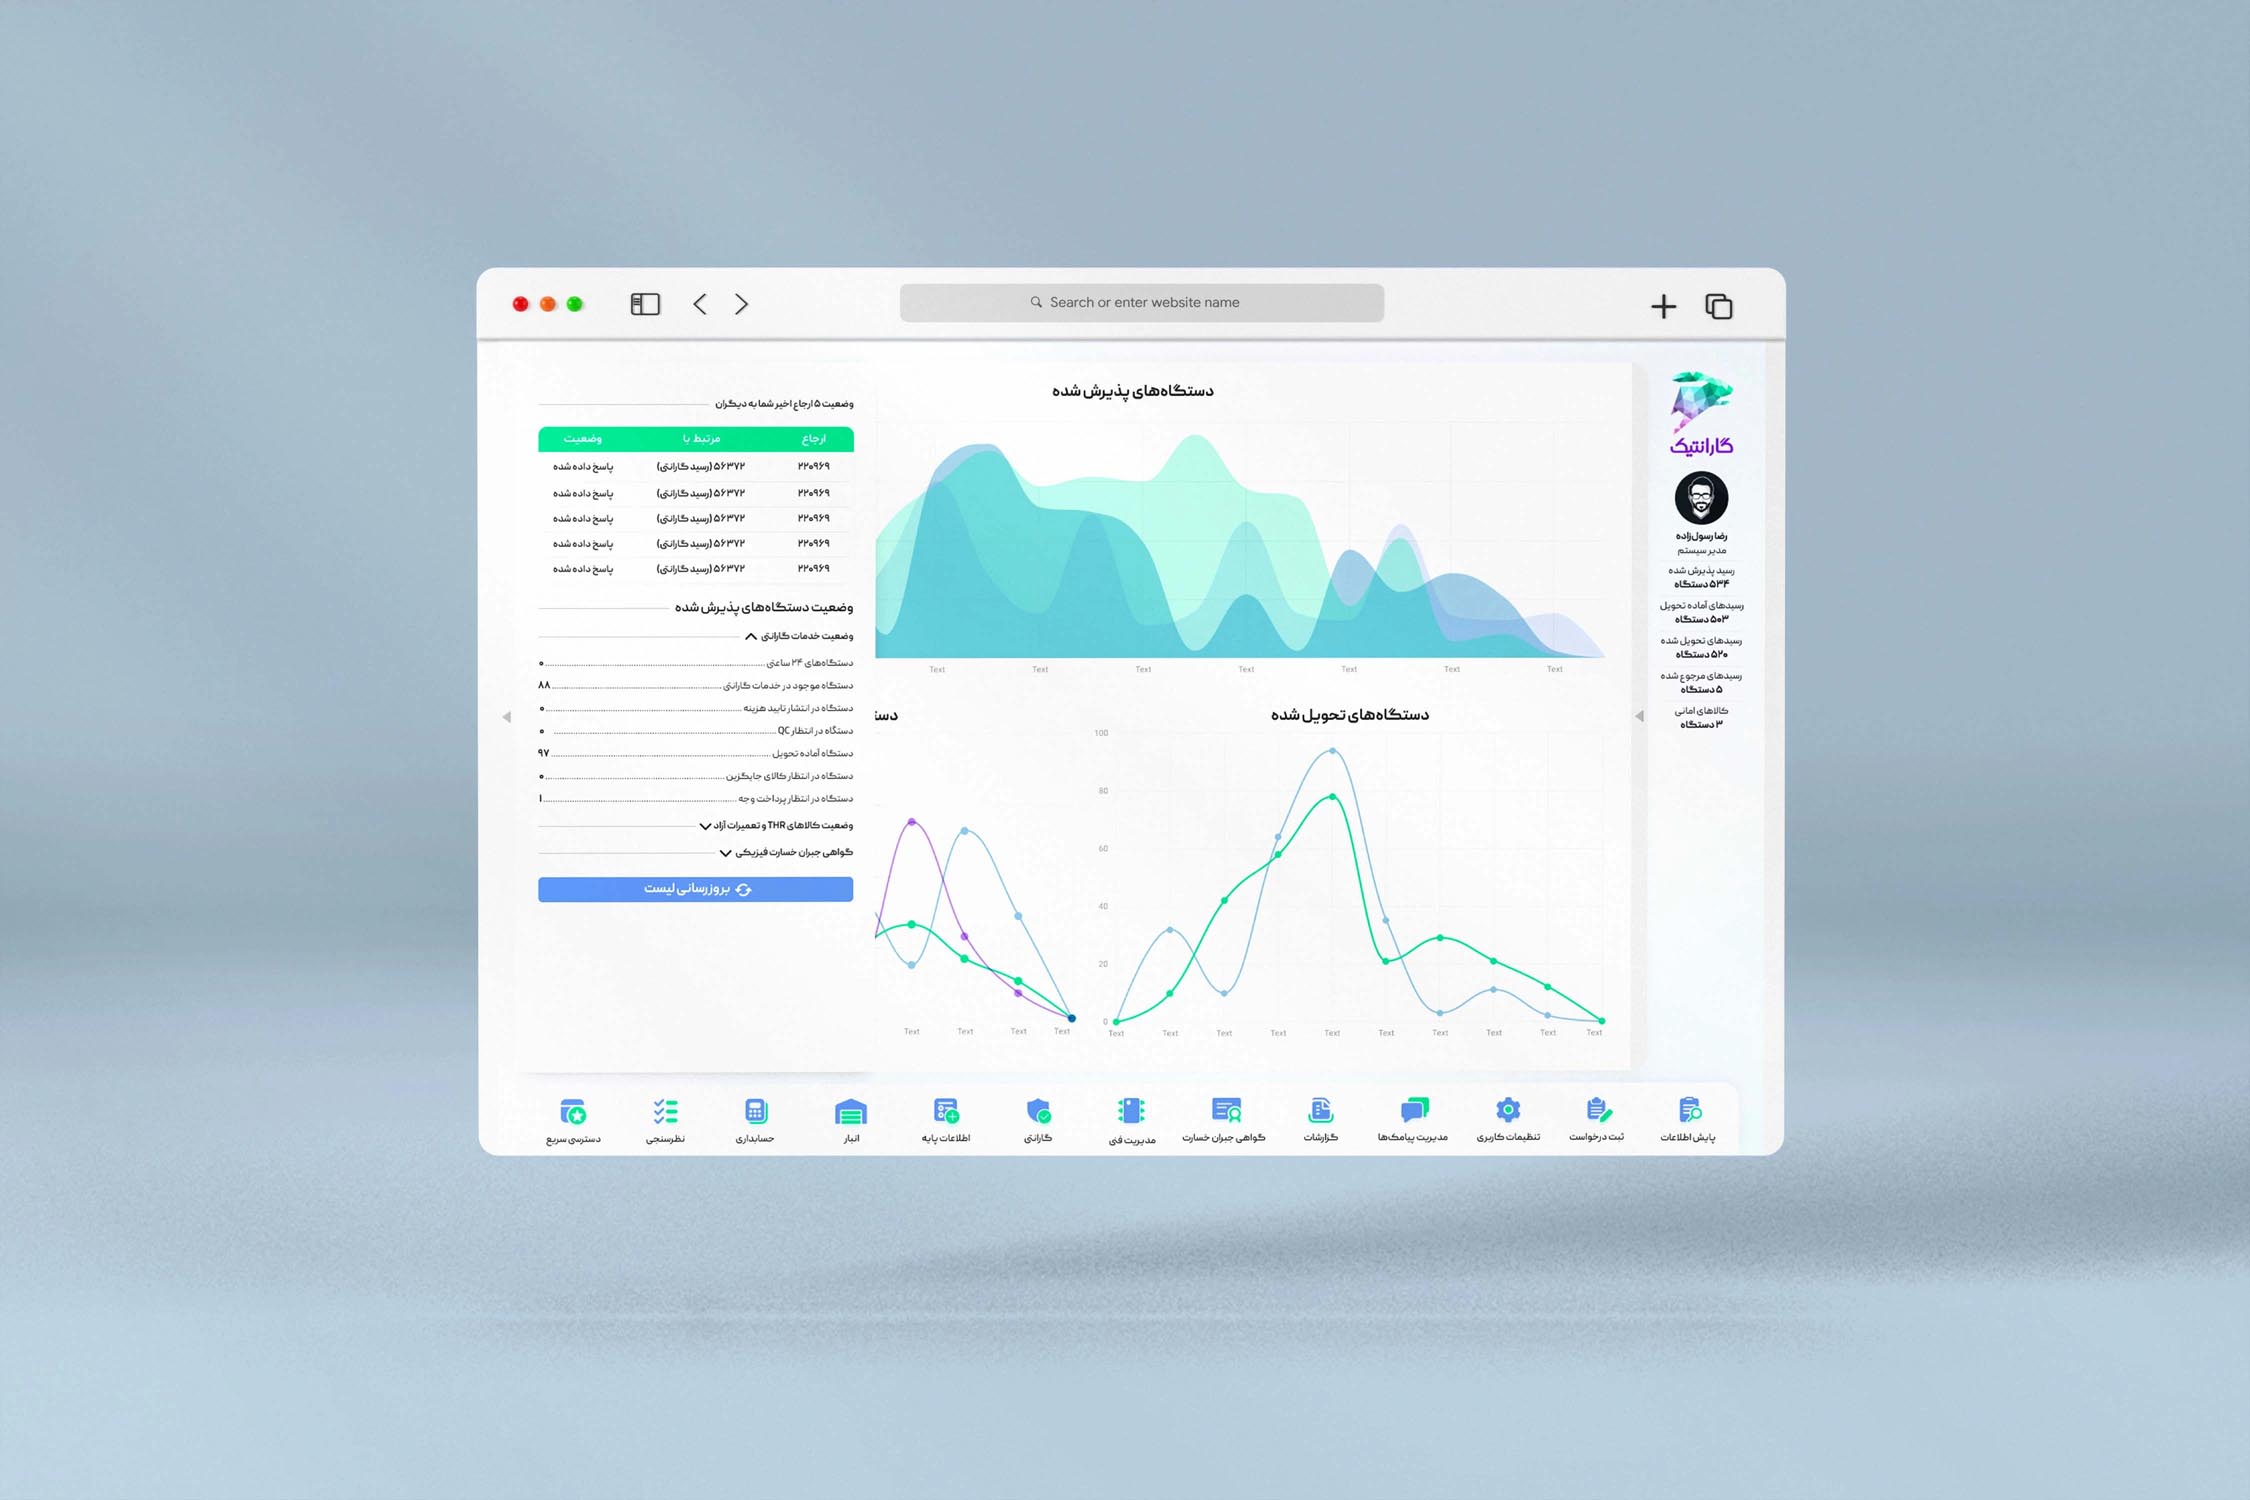 Search or enter website name
گارانتیک
رضا رسول‌زاده
مدیر سیستم
رسید پذیرش شده
۵۳۴ دستگاه
رسیدهای آماده تحویل
۵۰۳ دستگاه
رسیدهای تحویل شده
۵۲۰ دستگاه
رسیدهای مرجوع شده
۵ دستگاه
کالاهای امانی
۳ دستگاه
دستگاه‌های پذیرش شده
Text Text Text Text Text Text Text
دستگاه‌های تحویل شده
100
80
60
40
20
0
Text Text Text Text Text Text Text Text Text Text
دست
Text Text Text Text
وضعیت ۵ ارجاع اخیر شما به دیگران
ارجاع مرتبط با وضعیت
۲۲۰۹۶۹ ۵۶۳۷۲ (رسید گارانتی) پاسخ داده شده
۲۲۰۹۶۹ ۵۶۳۷۲ (رسید گارانتی) پاسخ داده شده
۲۲۰۹۶۹ ۵۶۳۷۲ (رسید گارانتی) پاسخ داده شده
۲۲۰۹۶۹ ۵۶۳۷۲ (رسید گارانتی) پاسخ داده شده
۲۲۰۹۶۹ ۵۶۳۷۲ (رسید گارانتی) پاسخ داده شده
وضعیت دستگاه‌های پذیرش شده
وضعیت خدمات گارانتی
دستگاه‌های ۲۴ ساعتی ۰
دستگاه موجود در خدمات گارانتی ۸۸
دستگاه در انتشار تایید هزینه ۰
دستگاه در انتظار QC ۰
دستگاه آماده تحویل ۹۷
دستگاه در انتظار کالای جایگزین ۰
دستگاه در انتظار پرداخت وجه ۱
وضعیت کالاهای THR و تعمیرات آزاد
گواهی جبران خسارت فیزیکی
بروزرسانی لیست
پایش اطلاعات ثبت درخواست تنظیمات کاربری مدیریت پیامک‌ها گزارشات گواهی جبران خسارت مدیریت فنی گارانتی اطلاعات پایه انبار حسابداری نظرسنجی دسترسی سریع